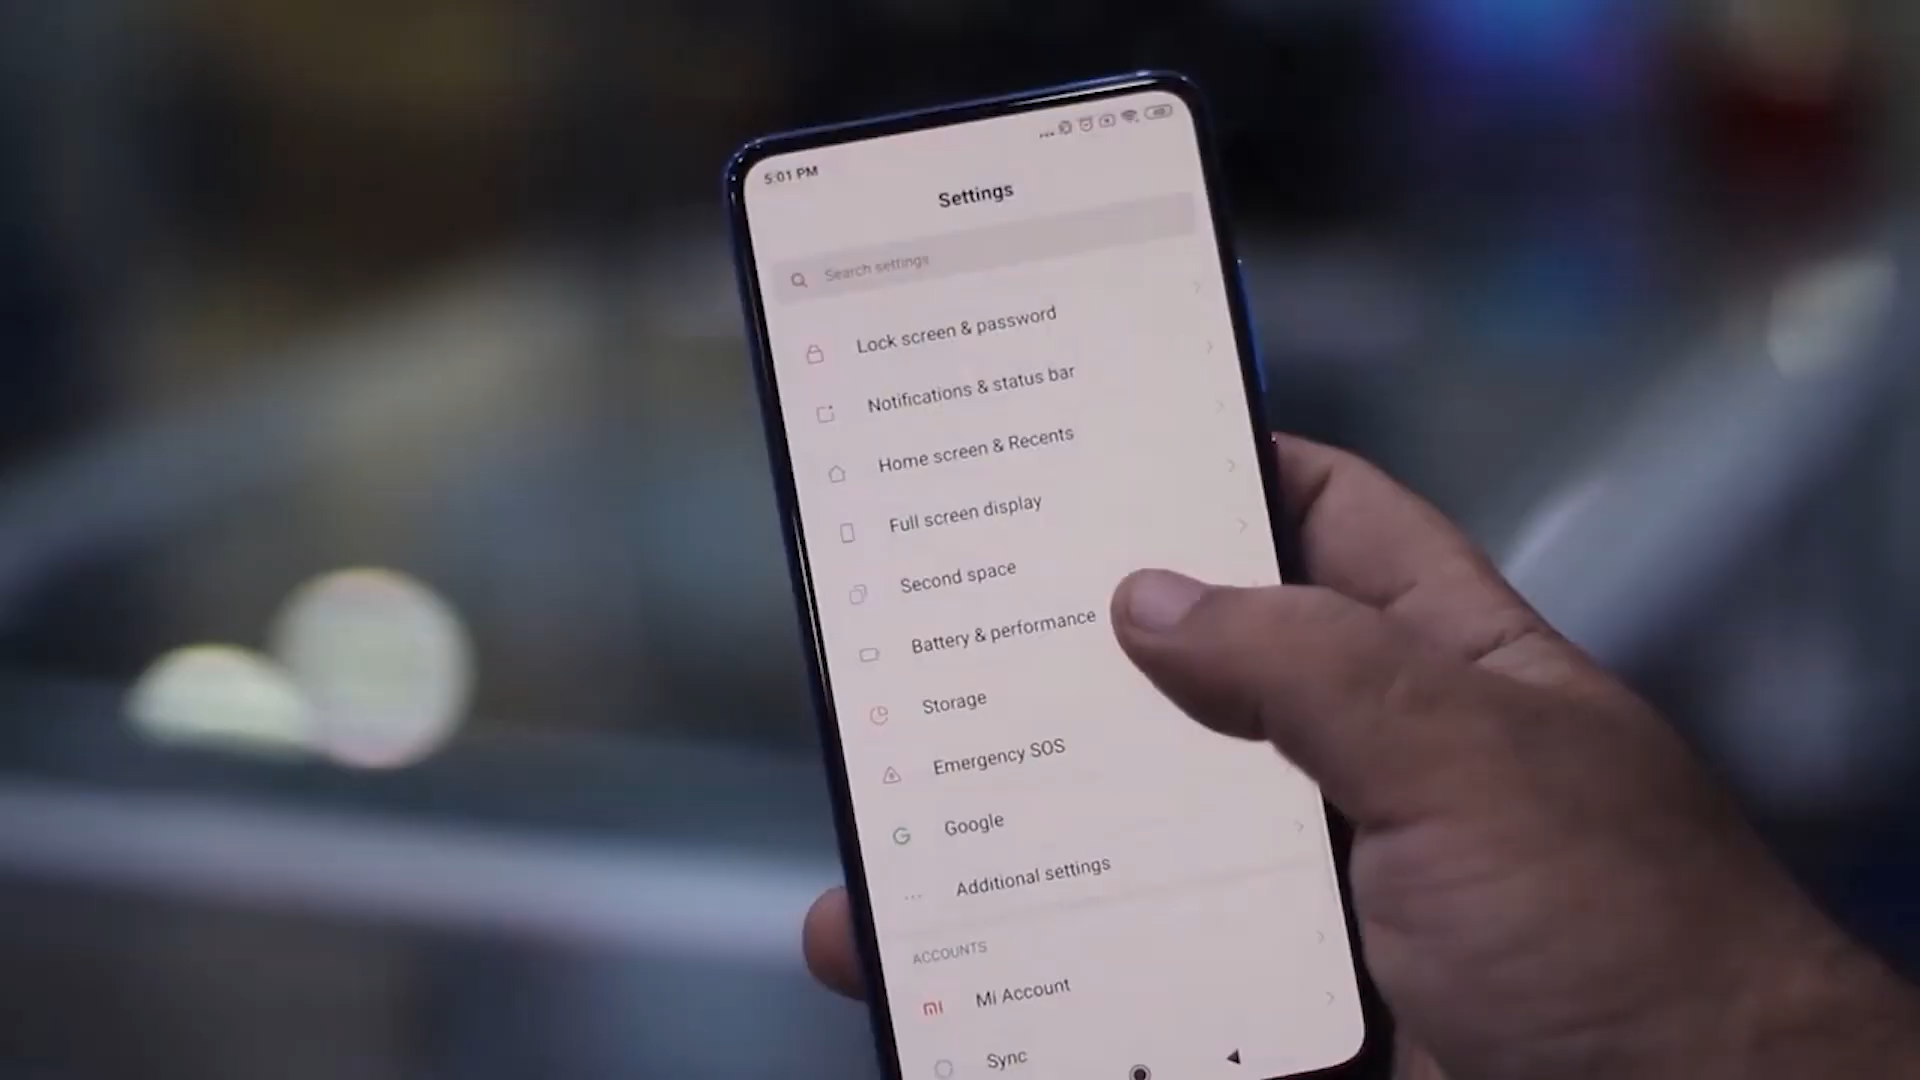 5:01 PM
Settings
Search settings
Lock screen & password
Notifications & status bar
Home screen & Recents
Full screen display
Second space
Battery & performance
Storage
Emergency SOS
Google
Additional settings
ACCOUNTS
Mi Account
Sync